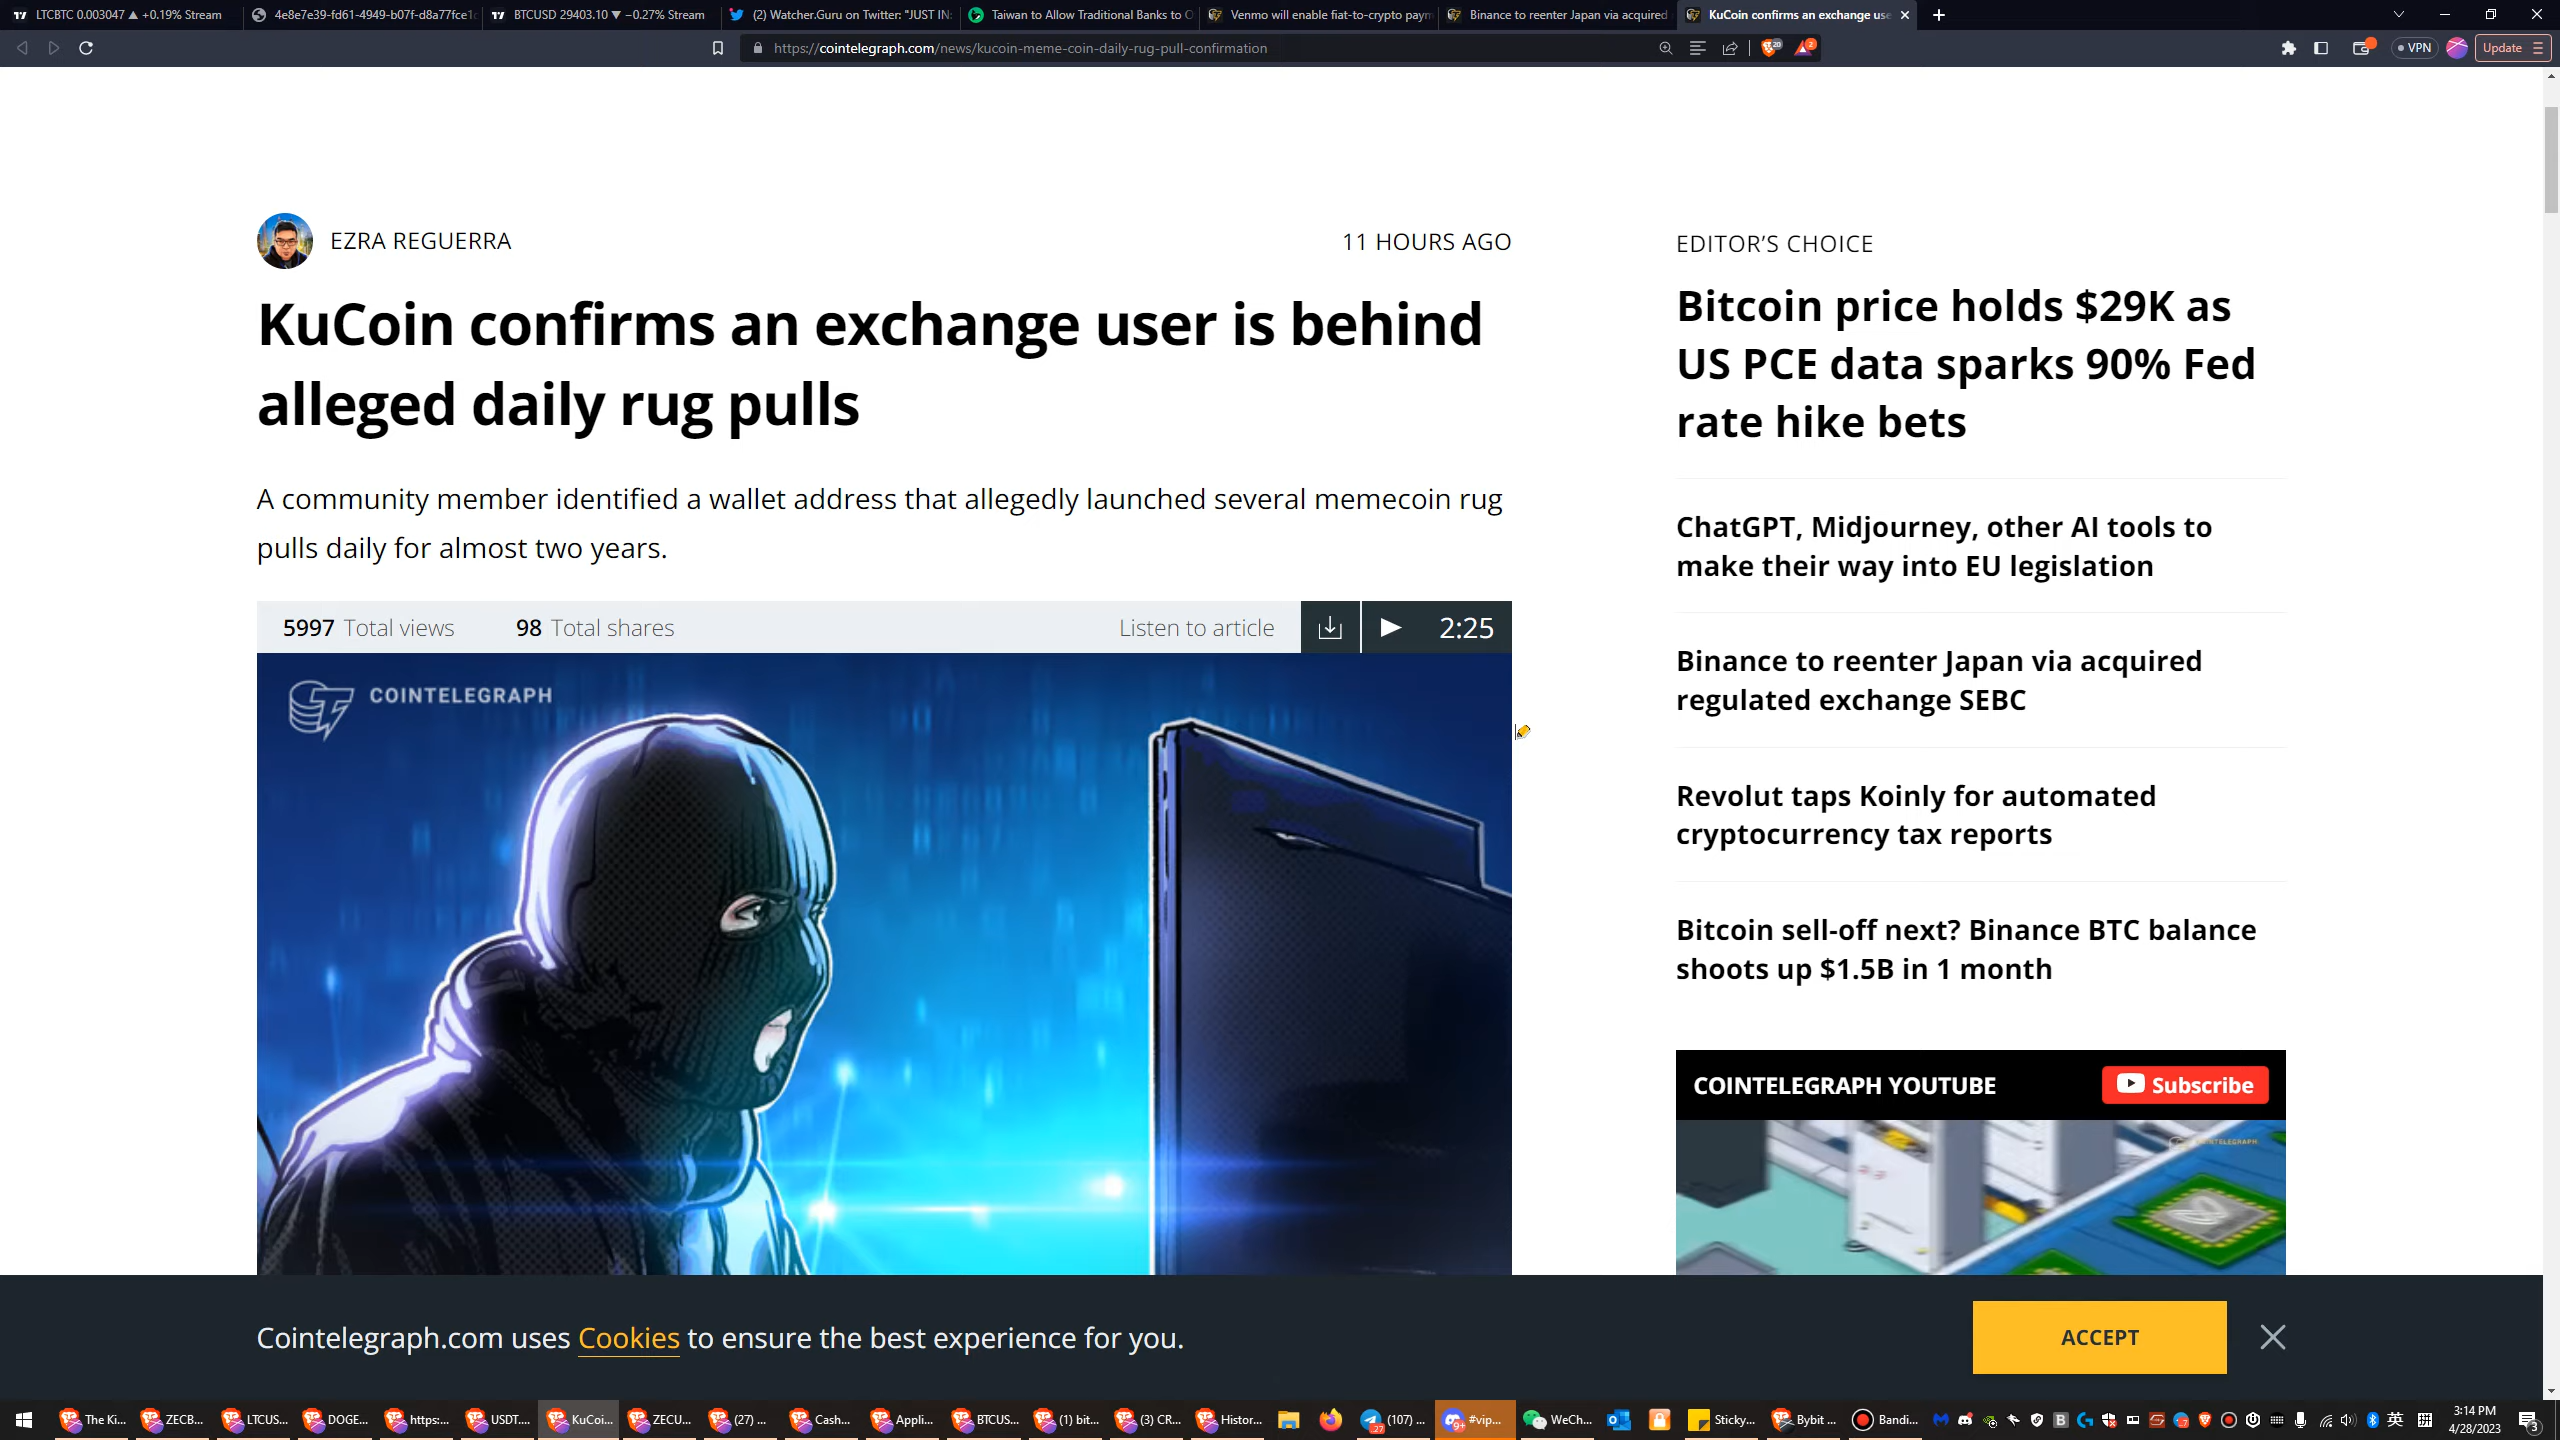 LTCBTC 0.003047 ▲ +0.19% Stream
4e8e7e39-fd61-4949-b07f-d8a77fce1c
BTCUSD 29403.10 ▼ −0.27% Stream
(2) Watcher.Guru on Twitter: "JUST IN:
Taiwan to Allow Traditional Banks to O
Venmo will enable fiat-to-crypto paym
Binance to reenter Japan via acquired
KuCoin confirms an exchange use
https://cointelegraph.com/news/kucoin-meme-coin-daily-rug-pull-confirmation
20
2
VPN
Update
EZRA REGUERRA
11 HOURS AGO
KuCoin confirms an exchange user is behind
alleged daily rug pulls
A community member identified a wallet address that allegedly launched several memecoin rug
pulls daily for almost two years.
5997 Total views
98 Total shares
Listen to article
2:25
COINTELEGRAPH
EDITOR'S CHOICE
Bitcoin price holds $29K as
US PCE data sparks 90% Fed
rate hike bets
ChatGPT, Midjourney, other AI tools to
make their way into EU legislation
Binance to reenter Japan via acquired
regulated exchange SEBC
Revolut taps Koinly for automated
cryptocurrency tax reports
Bitcoin sell-off next? Binance BTC balance
shoots up $1.5B in 1 month
COINTELEGRAPH YOUTUBE
Subscribe
COINTELEGRAPH
Cointelegraph.com uses Cookies to ensure the best experience for you.
ACCEPT
The Ki...
ZECB...
LTCUS...
DOGE...
https:...
USDT....
KuCoi...
ZECU...
(27) ...
Cash...
Appli...
BTCUS...
(1) bit...
(3) CR...
Histor...
(107) ...
27
#vip...
9+
WeCh...
Sticky...
Bybit ...
Bandi...
英
3:14 PM
4/28/2023
3